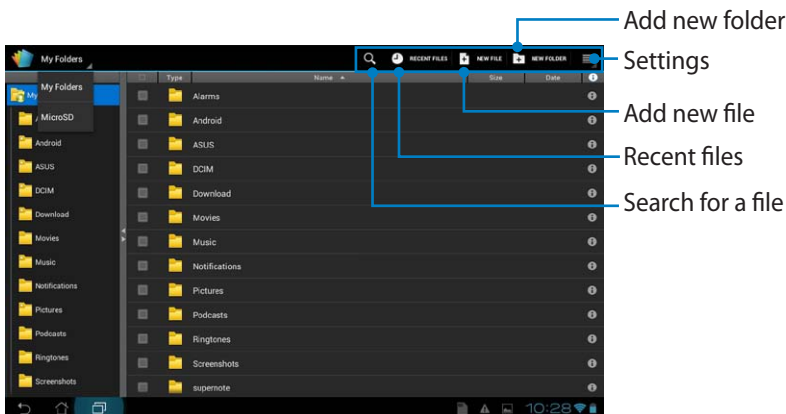 Add new folder
Settings
Add new file
Recent files
Search for a file
My Folders
RECENT FILES
NEW FILE
NEW FOLDER
Type Name Size Date
My Folders
MicroSD
My
A
Android
ASUS
DCIM
Download
Movies
Music
Notifications
Pictures
Podcasts
Ringtones
Screenshots
Alarms
Android
ASUS
DCIM
Download
Movies
Music
Notifications
Pictures
Podcasts
Ringtones
Screenshots
supernote
10:28